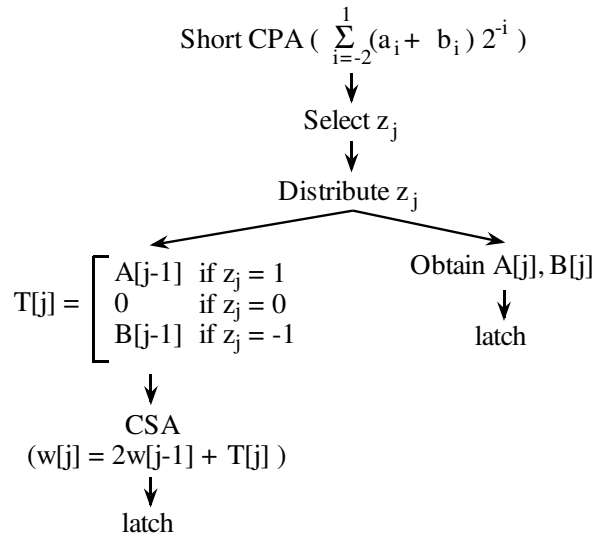 Short CPA ( 1 Σ i=-2 (a_i + b_i) 2^-i )
Select z_j
Distribute z_j
T[j] = [ A[j-1] if z_j = 1
0 if z_j = 0
B[j-1] if z_j = -1
Obtain A[j], B[j]
latch
CSA
(w[j] = 2w[j-1] + T[j] )
latch